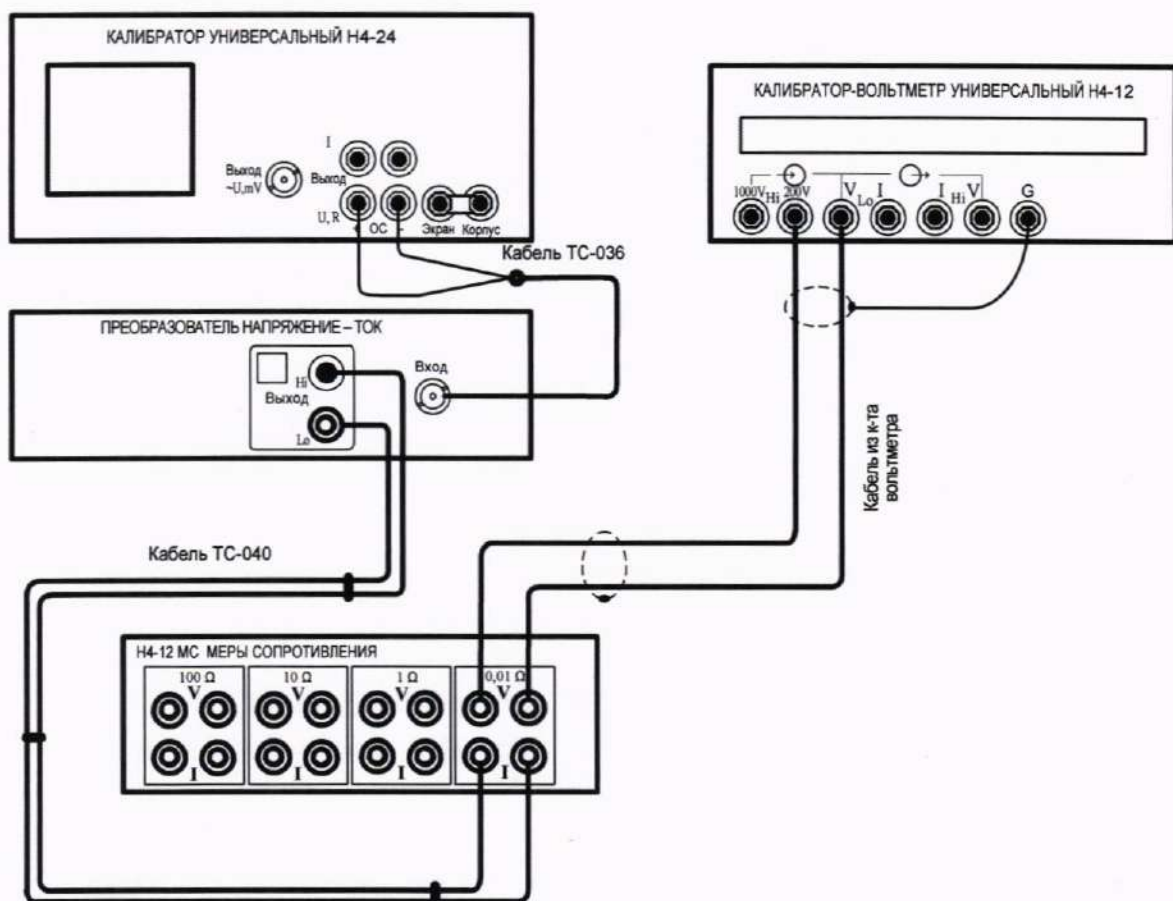 КАЛИБРАТОР УНИВЕРСАЛЬНЫЙ Н4-24
I
Выход
~U,mV
Выход
U, R
+ ОС -
Экран
Корпус
Кабель ТС-036
КАЛИБРАТОР-ВОЛЬТМЕТР УНИВЕРСАЛЬНЫЙ Н4-12
1000V
Hi
200V
V
Lo
I
I
Hi
V
G
ПРЕОБРАЗОВАТЕЛЬ НАПРЯЖЕНИЕ – ТОК
Hi
Выход
Lo
Вход
Кабель из к-та
вольтметра
Кабель ТС-040
Н4-12 МС МЕРЫ СОПРОТИВЛЕНИЯ
100 Ω
V
I
10 Ω
V
I
1 Ω
V
I
0,01 Ω
V
I